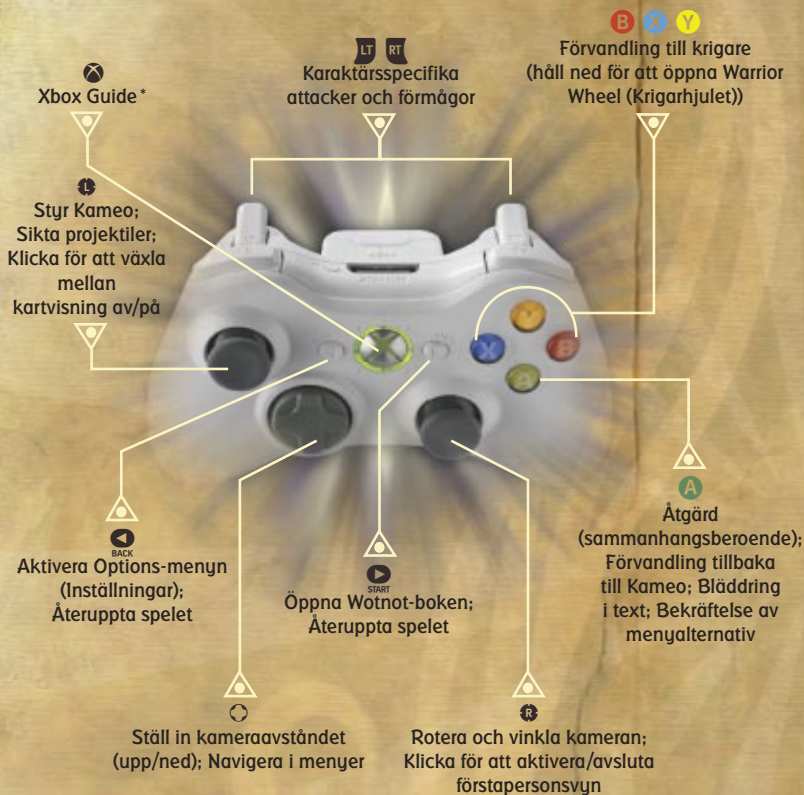 B X Y
Förvandling till krigare
(håll ned för att öppna Warrior
Wheel (Krigarhjulet))
LT RT
Karaktärsspecifika
attacker och förmågor
Xbox Guide*
L
Styr Kameo;
Sikta projektiler;
Klicka för att växla
mellan
kartvisning av/på
Y
X
B
A
A
Åtgärd
(sammanhangsberoende);
Förvandling tillbaka
till Kameo; Bläddring
i text; Bekräftelse av
menyalternativ
BACK
Aktivera Options-menyn
(Inställningar);
Återuppta spelet
START
Öppna Wotnot-boken;
Återuppta spelet
Ställ in kameraavståndet
(upp/ned); Navigera i menyer
R
Rotera och vinkla kameran;
Klicka för att aktivera/avsluta
förstapersonsvyn